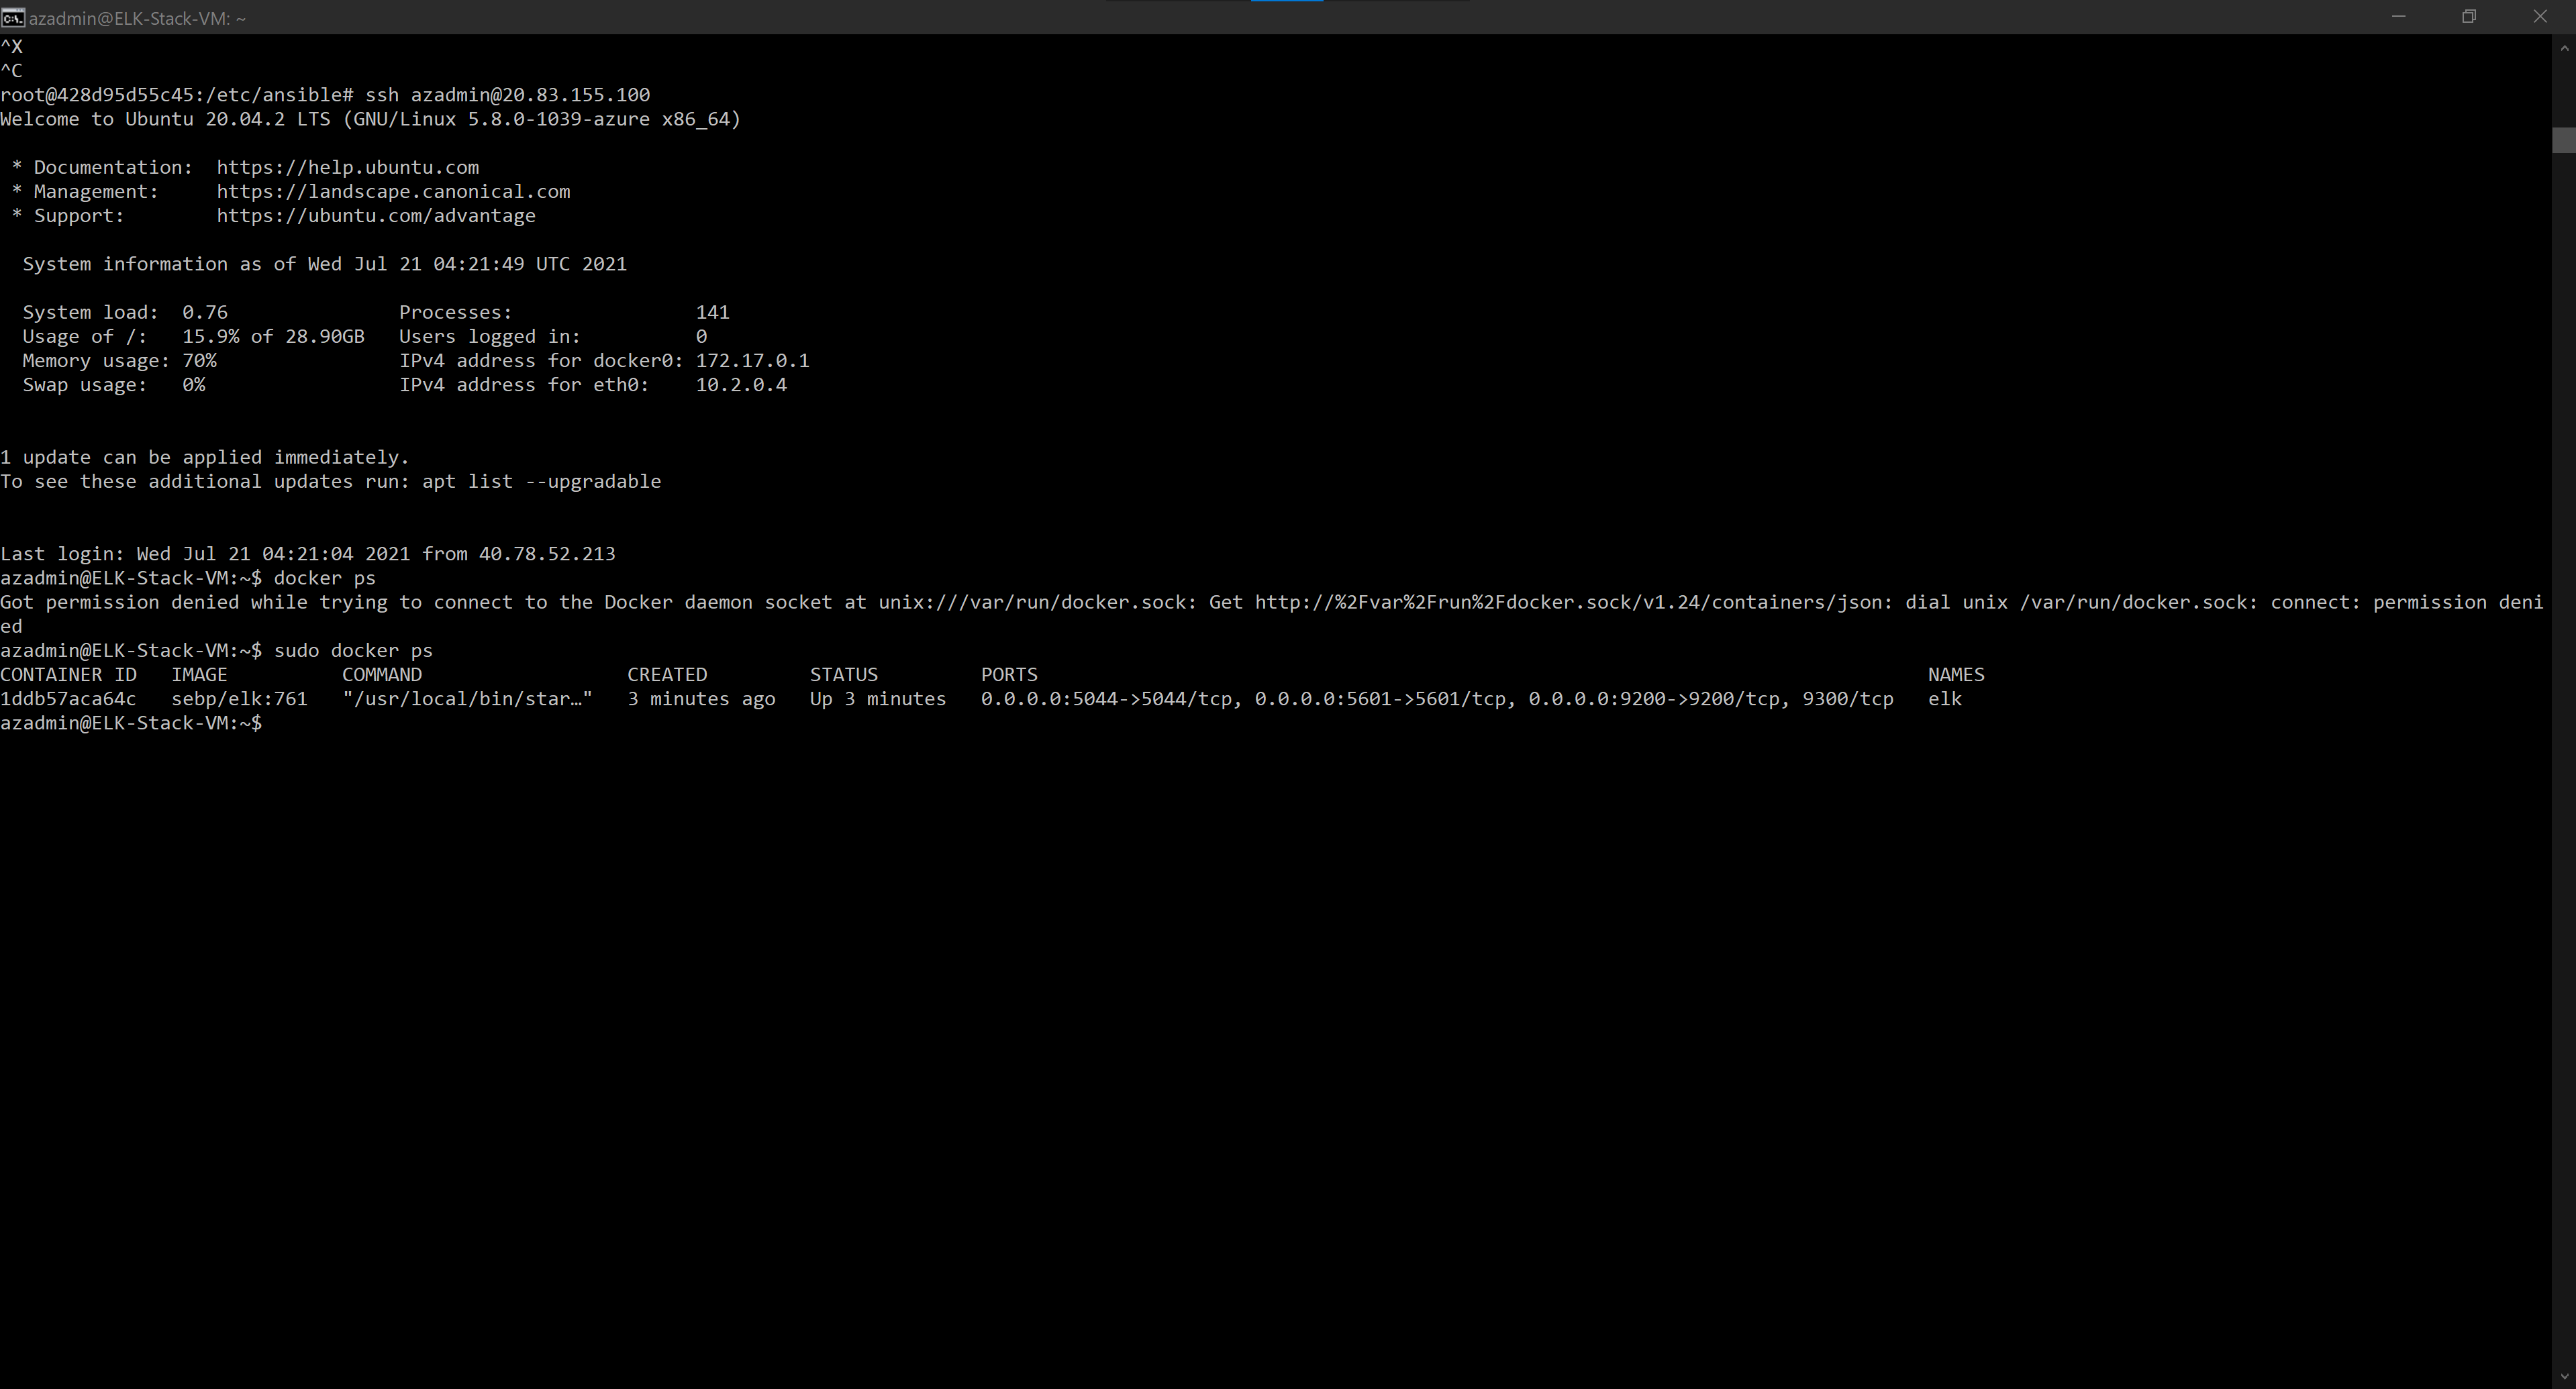 azadmin@ELK-Stack-VM: ~
^X
^C
root@428d95d55c45:/etc/ansible# ssh azadmin@20.83.155.100
Welcome to Ubuntu 20.04.2 LTS (GNU/Linux 5.8.0-1039-azure x86_64)
* Documentation:  https://help.ubuntu.com
* Management:     https://landscape.canonical.com
* Support:        https://ubuntu.com/advantage
System information as of Wed Jul 21 04:21:49 UTC 2021
System load:  0.76               Processes:                141
Usage of /:   15.9% of 28.90GB   Users logged in:          0
Memory usage: 70%                IPv4 address for docker0: 172.17.0.1
Swap usage:   0%                 IPv4 address for eth0:    10.2.0.4
1 update can be applied immediately.
To see these additional updates run: apt list --upgradable
Last login: Wed Jul 21 04:21:04 2021 from 40.78.52.213
azadmin@ELK-Stack-VM:~$ docker ps
Got permission denied while trying to connect to the Docker daemon socket at unix:///var/run/docker.sock: Get http://%2Fvar%2Frun%2Fdocker.sock/v1.24/containers/json: dial unix /var/run/docker.sock: connect: permission deni
ed
azadmin@ELK-Stack-VM:~$ sudo docker ps
CONTAINER ID   IMAGE          COMMAND                  CREATED         STATUS         PORTS                                                                              NAMES
1ddb57aca64c   sebp/elk:761   "/usr/local/bin/star…"   3 minutes ago   Up 3 minutes   0.0.0.0:5044->5044/tcp, 0.0.0.0:5601->5601/tcp, 0.0.0.0:9200->9200/tcp, 9300/tcp   elk
azadmin@ELK-Stack-VM:~$